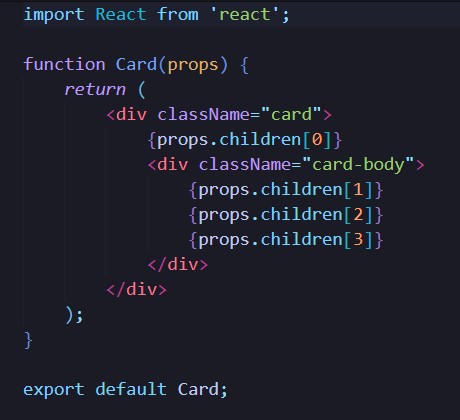 import React from 'react';
function Card(props) {
return (
<div className="card">
{props.children[0]}
<div className="card-body">
{props.children[1]}
{props.children[2]}
{props.children[3]}
</div>
</div>
);
}
export default Card;